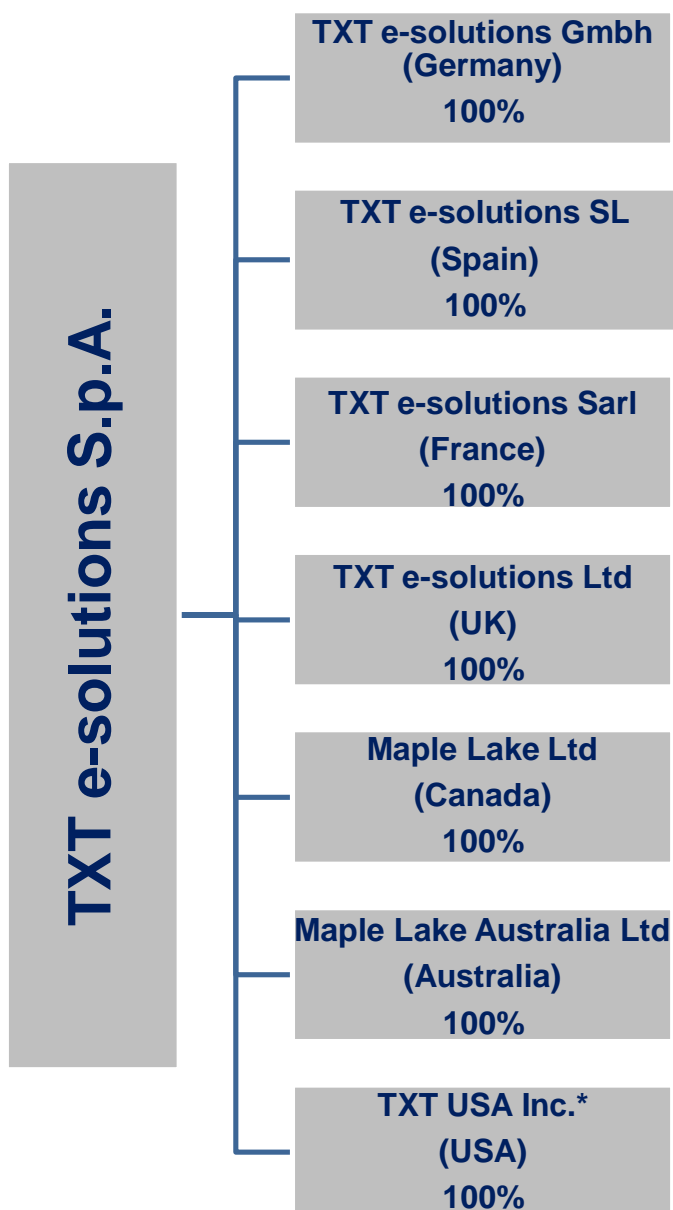 TXT e-solutions S.p.A.
TXT e-solutions Gmbh
(Germany)
100%
TXT e-solutions SL
(Spain)
100%
TXT e-solutions Sarl
(France)
100%
TXT e-solutions Ltd
(UK)
100%
Maple Lake Ltd
(Canada)
100%
Maple Lake Australia Ltd
(Australia)
100%
TXT USA Inc.*
(USA)
100%